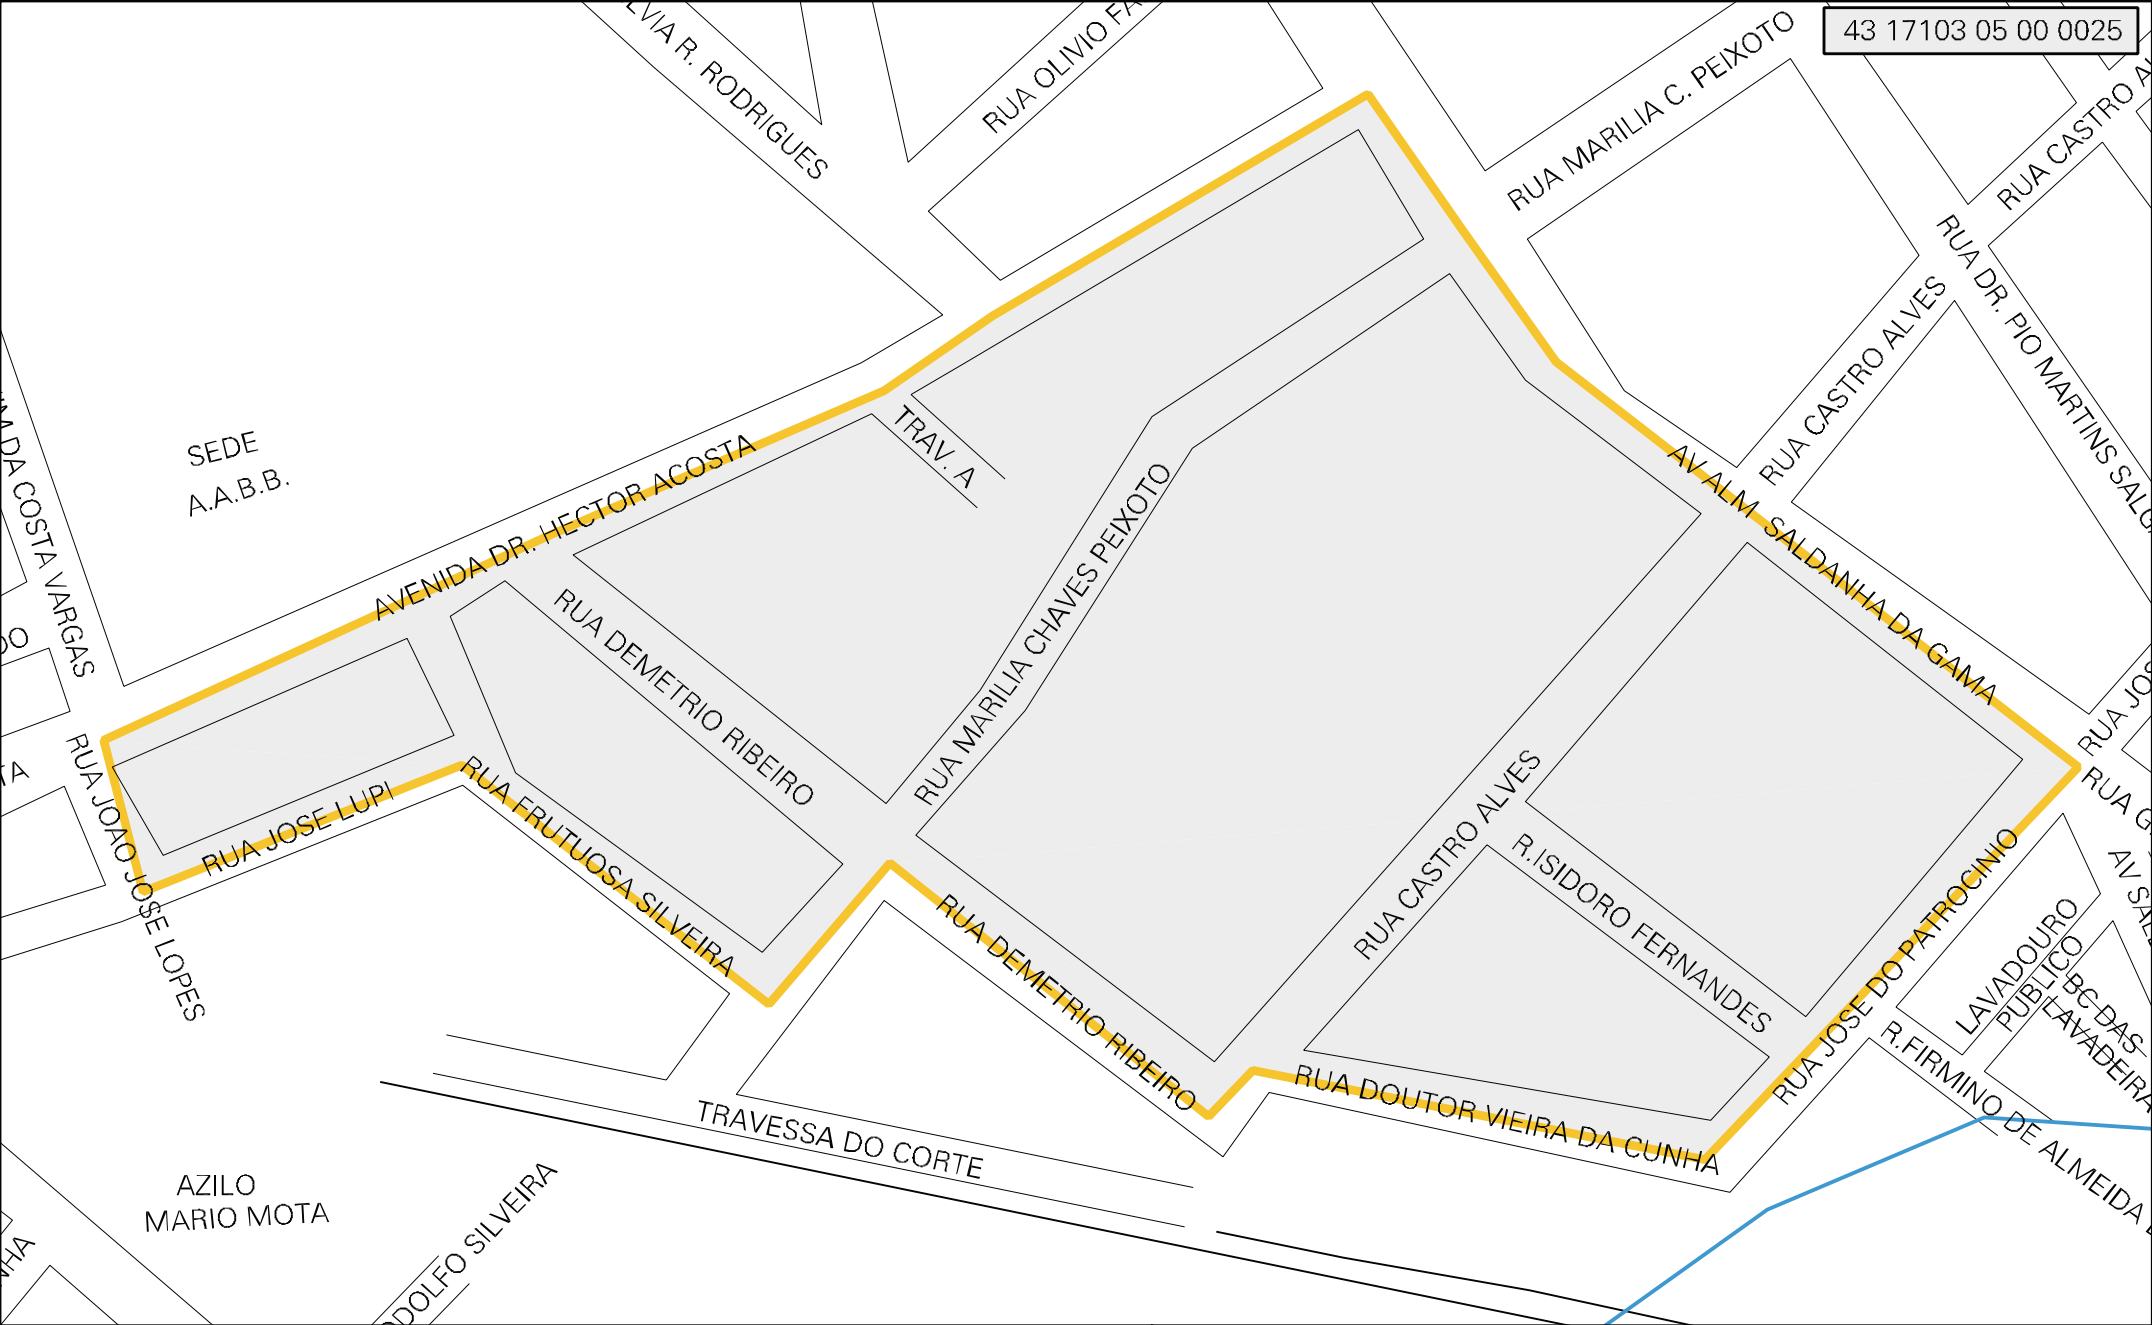 43 17103 05 00 0025
R. RODRIGUES
RUA OLIVIO
RUA MARILIA C. PEIXOTO
RUA CASTRO
RUA DR. PIO MARTINS
RUA CASTRO ALVES
SEDE
A.A.B.B.
DA COSTA VARGAS
AVENIDA DR. HECTOR ACOSTA
TRAV. A
AV ALM SALDANHA DA GAMA
RUA DEMETRIO RIBEIRO
RUA MARILIA CHAVES PEIXOTO
RUA JOAO JOSE LOPES
RUA JOSE LUPI
RUA FRUTUOSA SILVEIRA
RUA DEMETRIO RIBEIRO
RUA CASTRO ALVES
R.ISIDORO FERNANDES
RUA JOSE DO PATROCINIO
RUA
RUA
AV
LAVADOURO
PUBLICO
BC DAS
R.FIRMINO DE ALMEIDA
RUA DOUTOR VIEIRA DA CUNHA
TRAVESSA DO CORTE
AZILO
MARIO MOTA
SILVEIRA